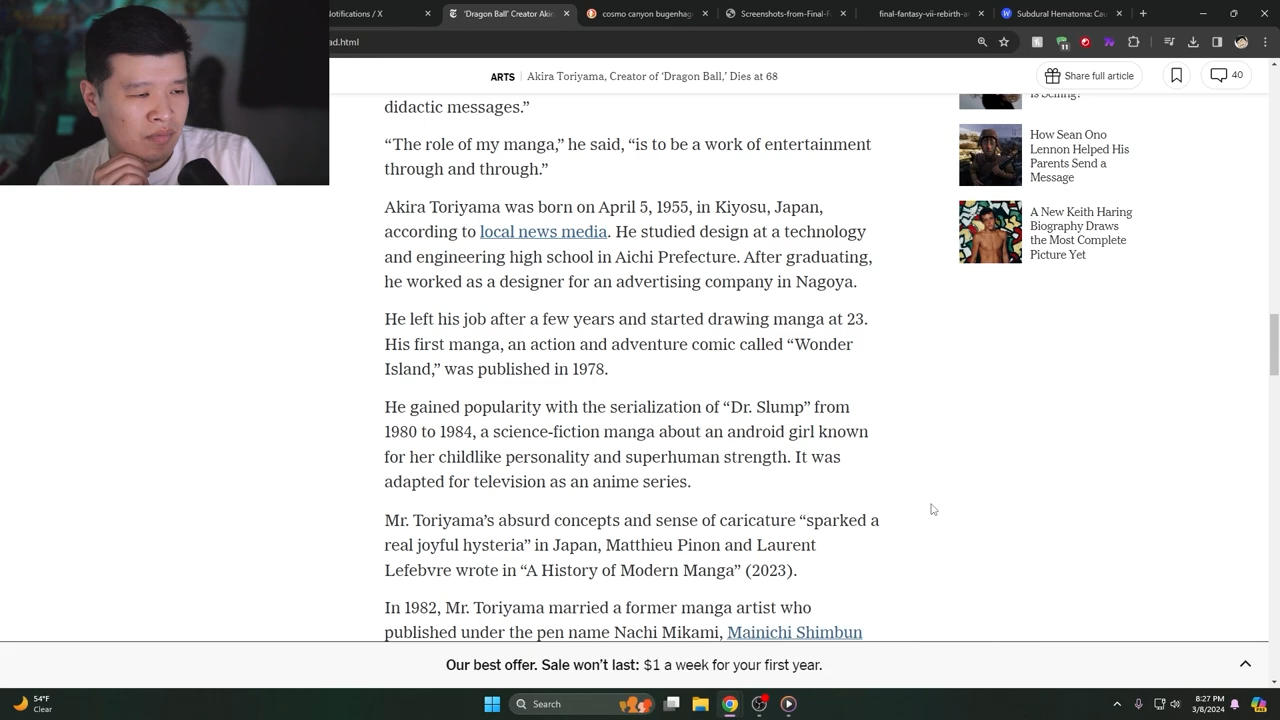 Notifications / X
'Dragon Ball' Creator Aki
cosmo canyon bugenhag
Screenshots-from-Final-F
final-fantasy-vii-rebirth-a
Subdural Hematoma: Cau
ad.html
11
ARTS | Akira Toriyama, Creator of 'Dragon Ball,' Dies at 68
Share full article
40
didactic messages.”
“The role of my manga,” he said, “is to be a work of entertainment
through and through.”
Akira Toriyama was born on April 5, 1955, in Kiyosu, Japan,
according to local news media. He studied design at a technology
and engineering high school in Aichi Prefecture. After graduating,
he worked as a designer for an advertising company in Nagoya.
He left his job after a few years and started drawing manga at 23.
His first manga, an action and adventure comic called “Wonder
Island,” was published in 1978.
He gained popularity with the serialization of “Dr. Slump” from
1980 to 1984, a science-fiction manga about an android girl known
for her childlike personality and superhuman strength. It was
adapted for television as an anime series.
Mr. Toriyama’s absurd concepts and sense of caricature “sparked a
real joyful hysteria” in Japan, Matthieu Pinon and Laurent
Lefebvre wrote in “A History of Modern Manga” (2023).
In 1982, Mr. Toriyama married a former manga artist who
published under the pen name Nachi Mikami, Mainichi Shimbun
is Selling?
How Sean Ono
Lennon Helped His
Parents Send a
Message
A New Keith Haring
Biography Draws
the Most Complete
Picture Yet
Our best offer. Sale won’t last: $1 a week for your first year.
54°F
Clear
Search
8:27 PM
3/8/2024